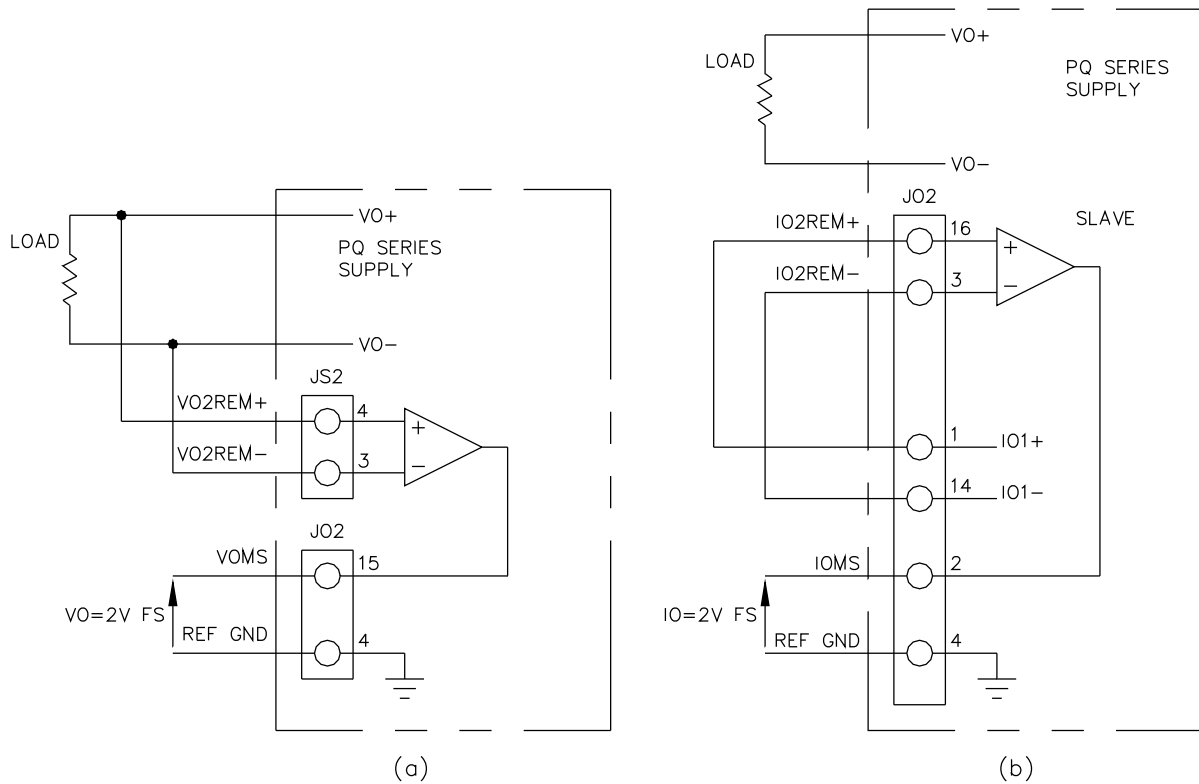 LOAD
VO+
PQ SERIES
SUPPLY
VO-
JS2
VO2REM+
4
+
VO2REM-
3
-
JO2
VOMS
15
VO=2V FS
REF GND
4
(a)
LOAD
VO+
PQ SERIES
SUPPLY
VO-
JO2
SLAVE
IO2REM+
16
+
IO2REM-
3
-
1
IO1+
14
IO1-
IOMS
2
IO=2V FS
REF GND
4
(b)